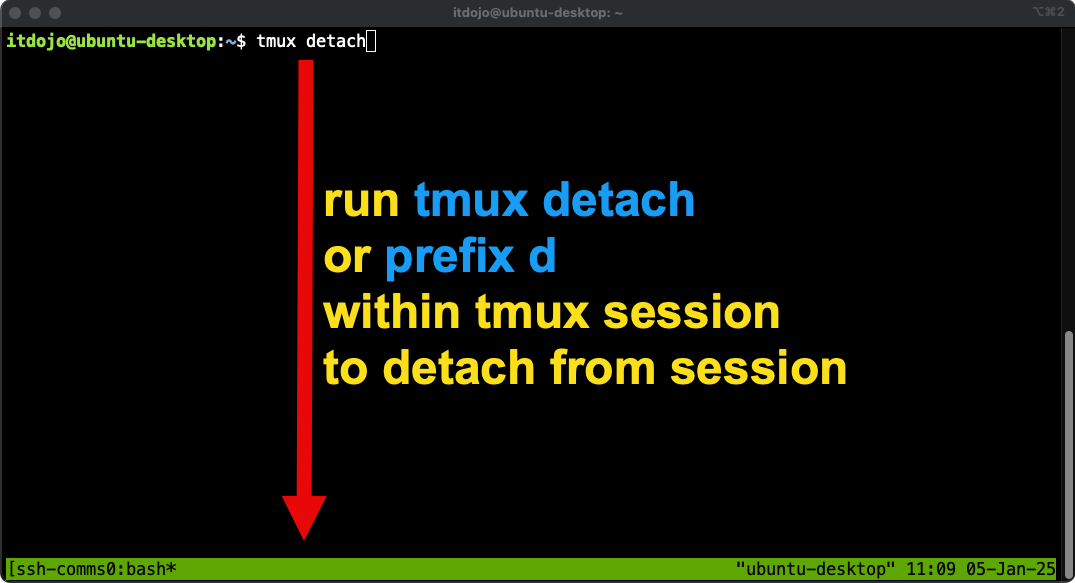 itdojo@ubuntu-desktop: ~
⌥⌘2
itdojo@ubuntu-desktop:~$ tmux detach
run tmux detach
or prefix d
within tmux session
to detach from session
[ssh-comms0:bash* "ubuntu-desktop" 11:09 05-Jan-25